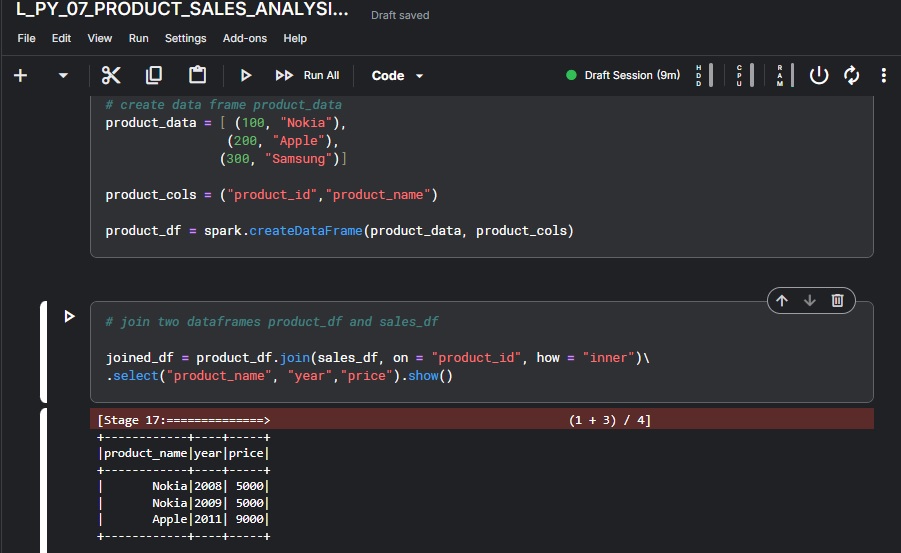 L_PY_07_PRODUCT_SALES_ANALYSI...
Draft saved
File Edit View Run Settings Add-ons Help
Run All Code Draft Session (9m) HDD CPU RAM
# create data frame product_data
product_data = [ (100, "Nokia"),
(200, "Apple"),
(300, "Samsung")]
product_cols = ("product_id","product_name")
product_df = spark.createDataFrame(product_data, product_cols)
# join two dataframes product_df and sales_df
joined_df = product_df.join(sales_df, on = "product_id", how = "inner")\
.select("product_name", "year","price").show()
[Stage 17:==============> (1 + 3) / 4]
+------------+----+-----+
|product_name|year|price|
+------------+----+-----+
|       Nokia|2008| 5000|
|       Nokia|2009| 5000|
|       Apple|2011| 9000|
+------------+----+-----+